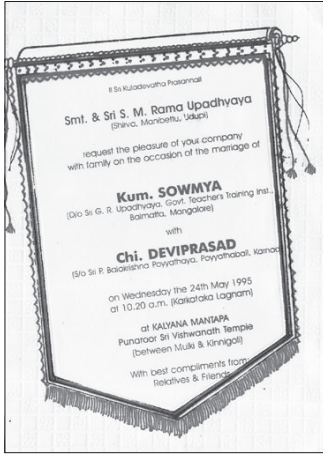 || Sri Kuladevatha Prasanna ||
Smt. & Sri S. M. Rama Upadhyaya
(Shirva, Manibettu, Udupi)
request the pleasure of your company
with family on the occasion of the marriage of
Kum. SOWMYA
(D/o Sri G. R. Upadhyaya, Govt. Teacher's Training Inst.,
Balmatta, Mangalore)
with
Chi. DEVIPRASAD
(S/o Sri P. Balakrishna Poyyathaya, Poyyathabail, Karnad
on Wednesday the 24th May 1995
at 10.20 a.m. (Karkataka Lagnam)
at KALYANA MANTAPA
Punaroor Sri Vishwanath Temple
(between Mulki & Kinnigoli)
With best compliments from:
Relatives & Friends